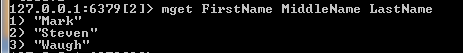 127.0.0.1:6379[2]> mget FirstName MiddleName LastName
1) "Mark"
2) "Steven"
3) "Waugh"